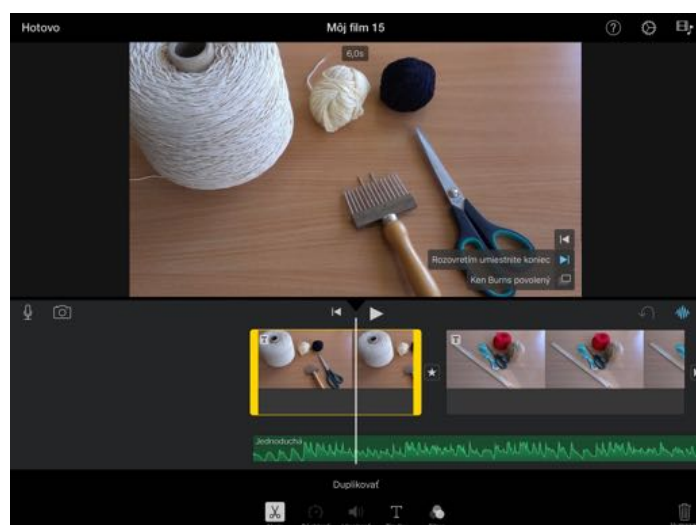 Hotovo
Môj film 15
6,0s
Rozovretím umiestnite koniec
Ken Burns povolený
Jednoduchá
Duplikovať